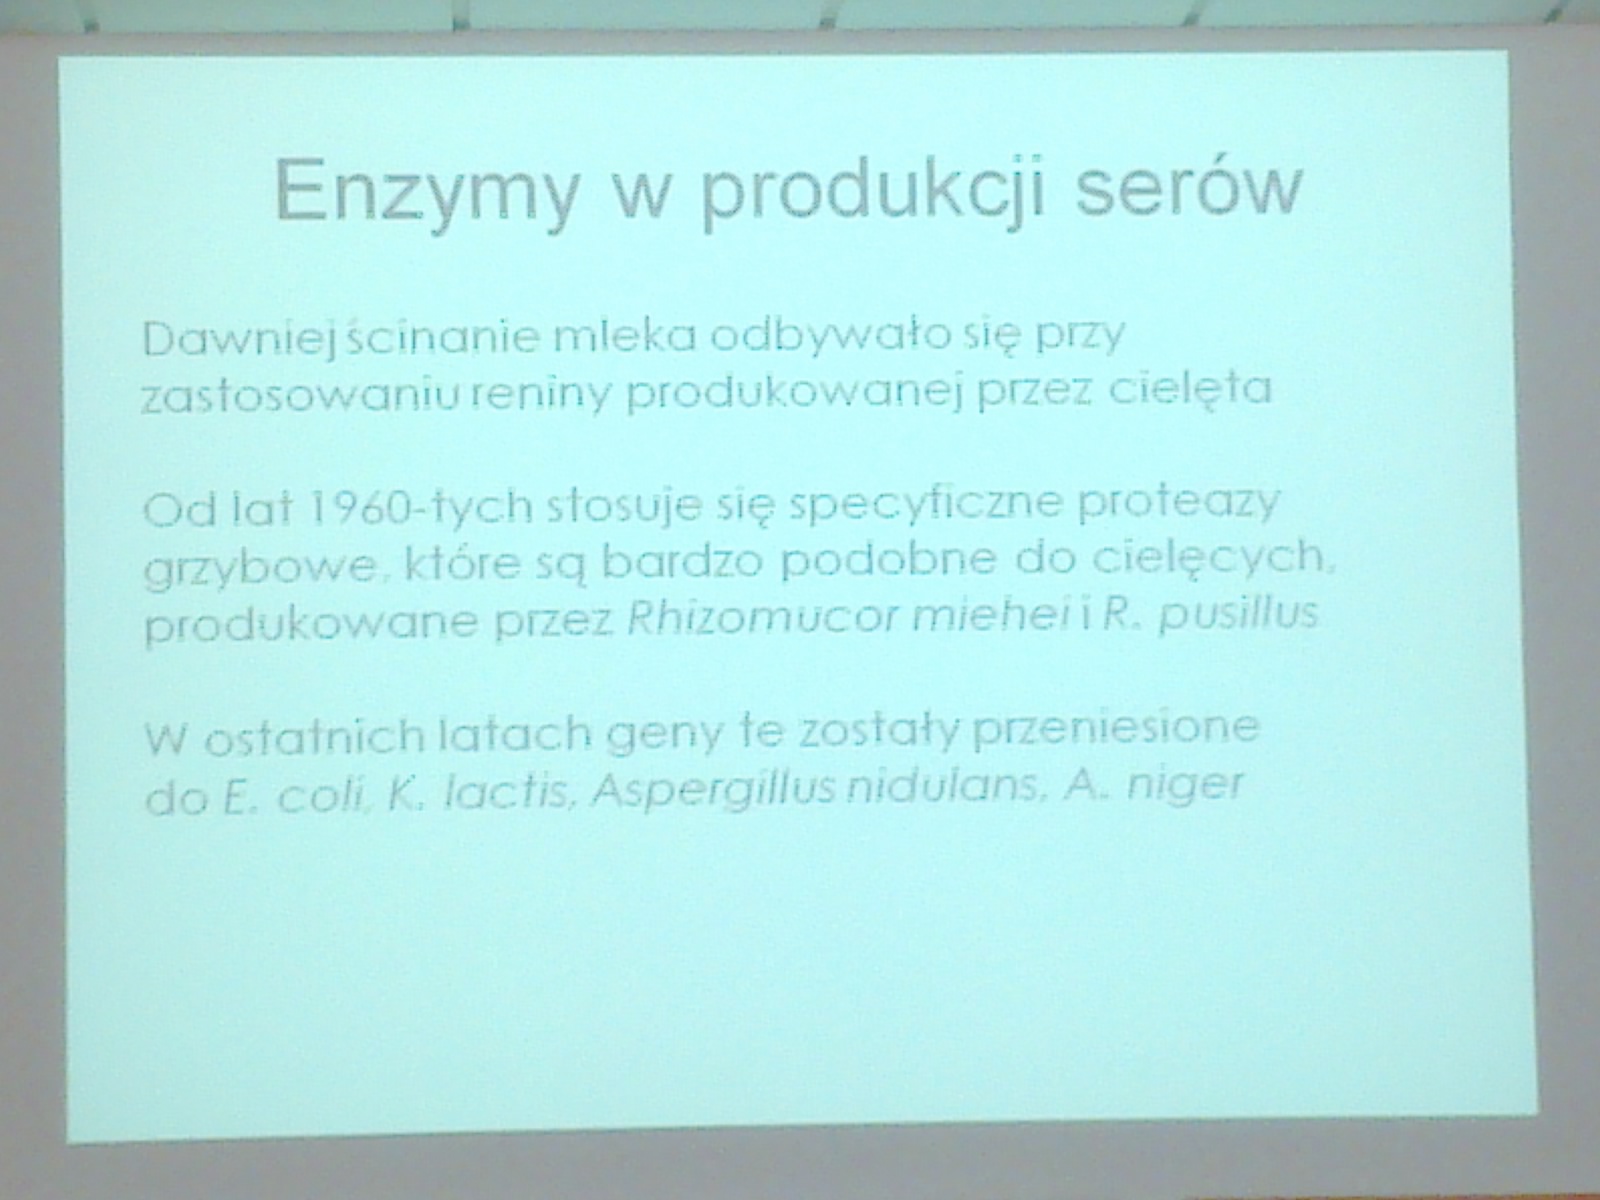 Enzymy w produkcji serów
Dawniej ścinanie mleka odbywało się przy
zastosowaniu reniny produkowanej przez cielęta
Od lat 1960-tych stosuje się specyficzne proteazy
grzybowe, które są bardzo podobne do cielęcych,
produkowane przez Rhizomucor miehei i R. pusillus
W ostatnich latach geny te zostały przeniesione
do E. coli, K. lactis, Aspergillus nidulans, A. niger